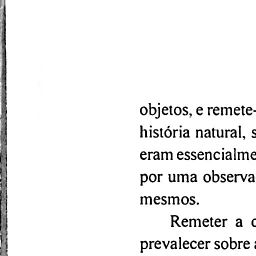 objetos, e remete-
história natural, s
eram essencialme
por uma observa
mesmos.
Remeter a c
prevalecer sobre a